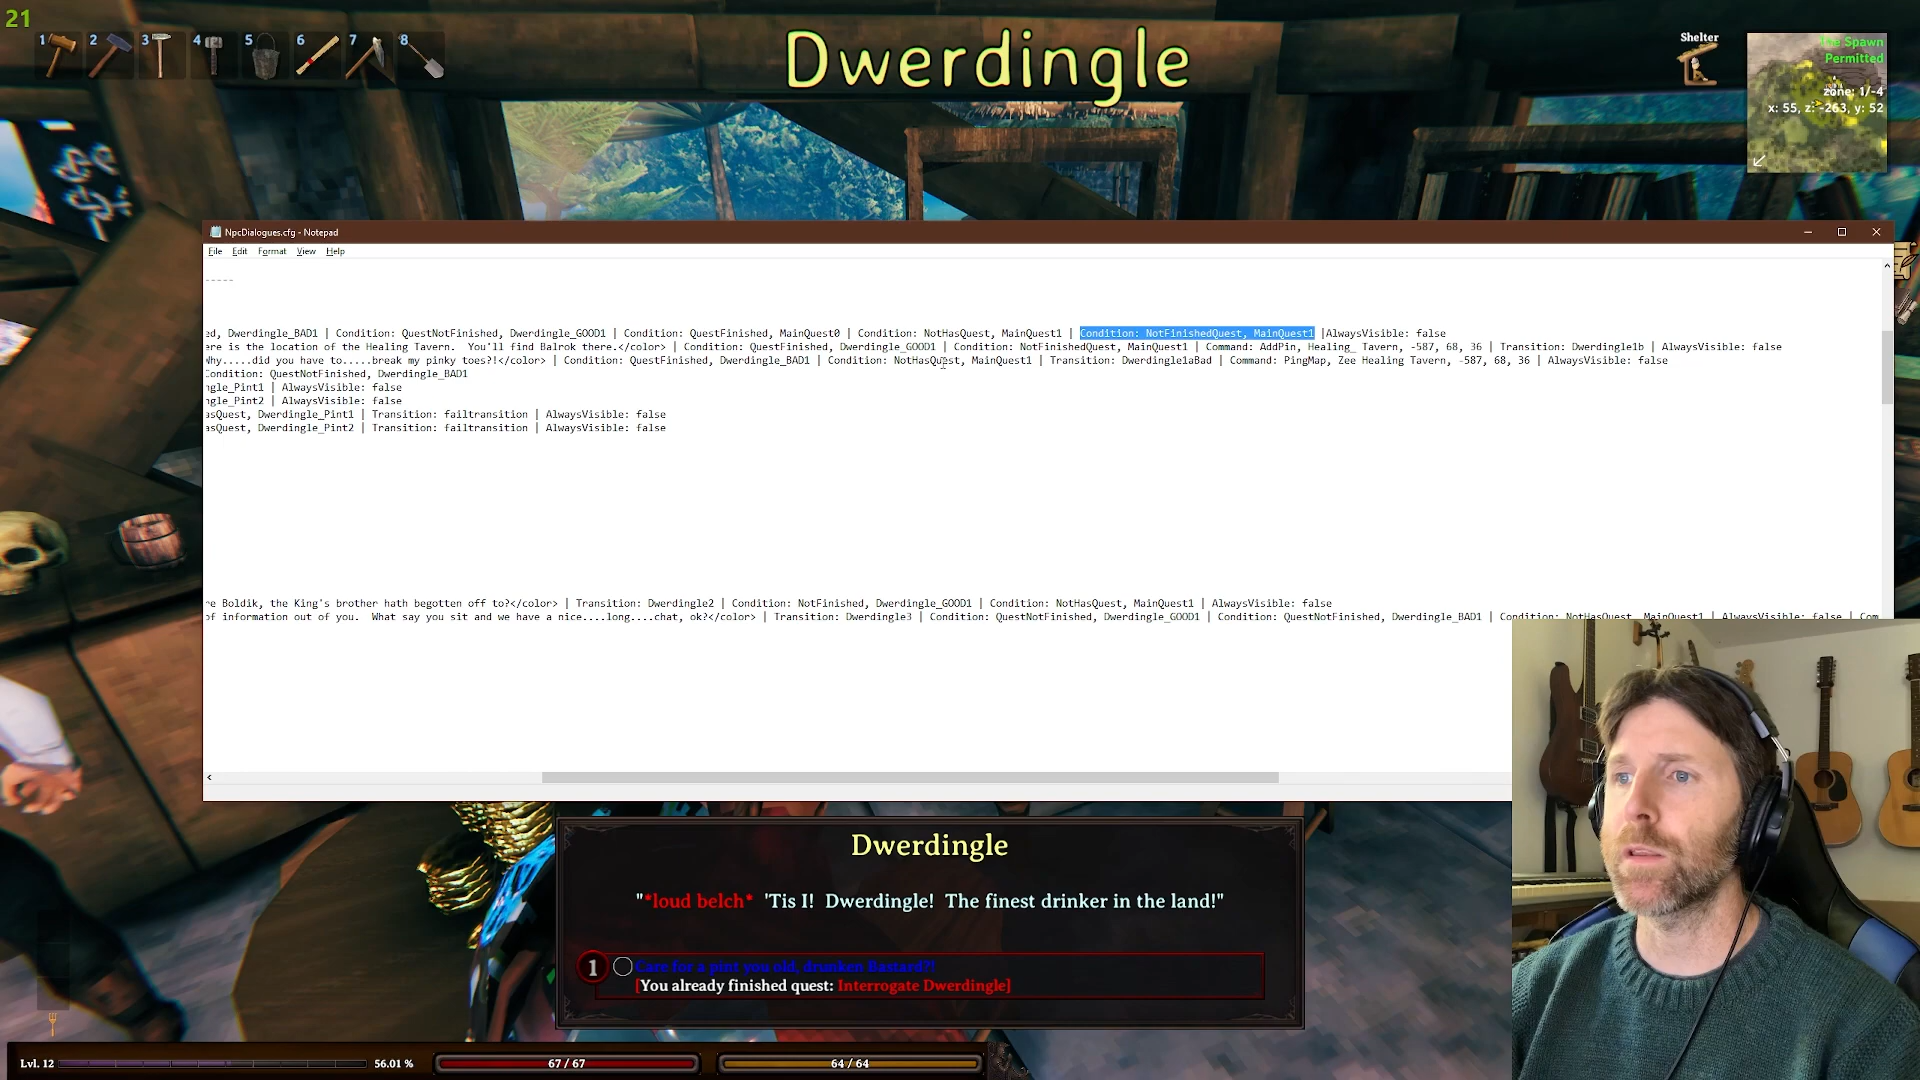 21
1 2 3 4 5 6 7 8
Dwerdingle
Shelter
The Spawn
Permitted
zone: 1/-4
x: 55, z: -263, y: 52
NpcDialogues.cfg - Notepad
File Edit Format View Help
-----
ed, Dwerdingle_BAD1 | Condition: QuestNotFinished, Dwerdingle_GOOD1 | Condition: QuestFinished, MainQuest0 | Condition: NotHasQuest, MainQuest1 | Condition: NotFinishedQuest, MainQuest1 |AlwaysVisible: false
ere is the location of the Healing Tavern.  You'll find Balrok there.</color> | Condition: QuestFinished, Dwerdingle_GOOD1 | Condition: NotFinishedQuest, MainQuest1 | Command: AddPin, Healing_ Tavern, -587, 68, 36 | Transition: Dwerdingle1b | AlwaysVisible: false
Why.....did you have to.....break my pinky toes?!</color> | Condition: QuestFinished, Dwerdingle_BAD1 | Condition: NotHasQuest, MainQuest1 | Transition: Dwerdingle1aBad | Command: PingMap, Zee Healing Tavern, -587, 68, 36 | AlwaysVisible: false
Condition: QuestNotFinished, Dwerdingle_BAD1
ngle_Pint1 | AlwaysVisible: false
ngle_Pint2 | AlwaysVisible: false
asQuest, Dwerdingle_Pint1 | Transition: failtransition | AlwaysVisible: false
asQuest, Dwerdingle_Pint2 | Transition: failtransition | AlwaysVisible: false
re Boldik, the King's brother hath begotten off to?</color> | Transition: Dwerdingle2 | Condition: NotFinished, Dwerdingle_GOOD1 | Condition: NotHasQuest, MainQuest1 | AlwaysVisible: false
of information out of you.  What say you sit and we have a nice....long....chat, ok?</color> | Transition: Dwerdingle3 | Condition: QuestNotFinished, Dwerdingle_GOOD1 | Condition: QuestNotFinished, Dwerdingle_BAD1 | Condition: NotHasQuest, MainQuest1 | AlwaysVisible: false | Com
Dwerdingle
"*loud belch* 'Tis I!  Dwerdingle!  The finest drinker in the land!"
1 Care for a pint you old, drunken Bastard?!
[You already finished quest: Interrogate Dwerdingle]
Lvl. 12 56.01 % 67 / 67 64 / 64